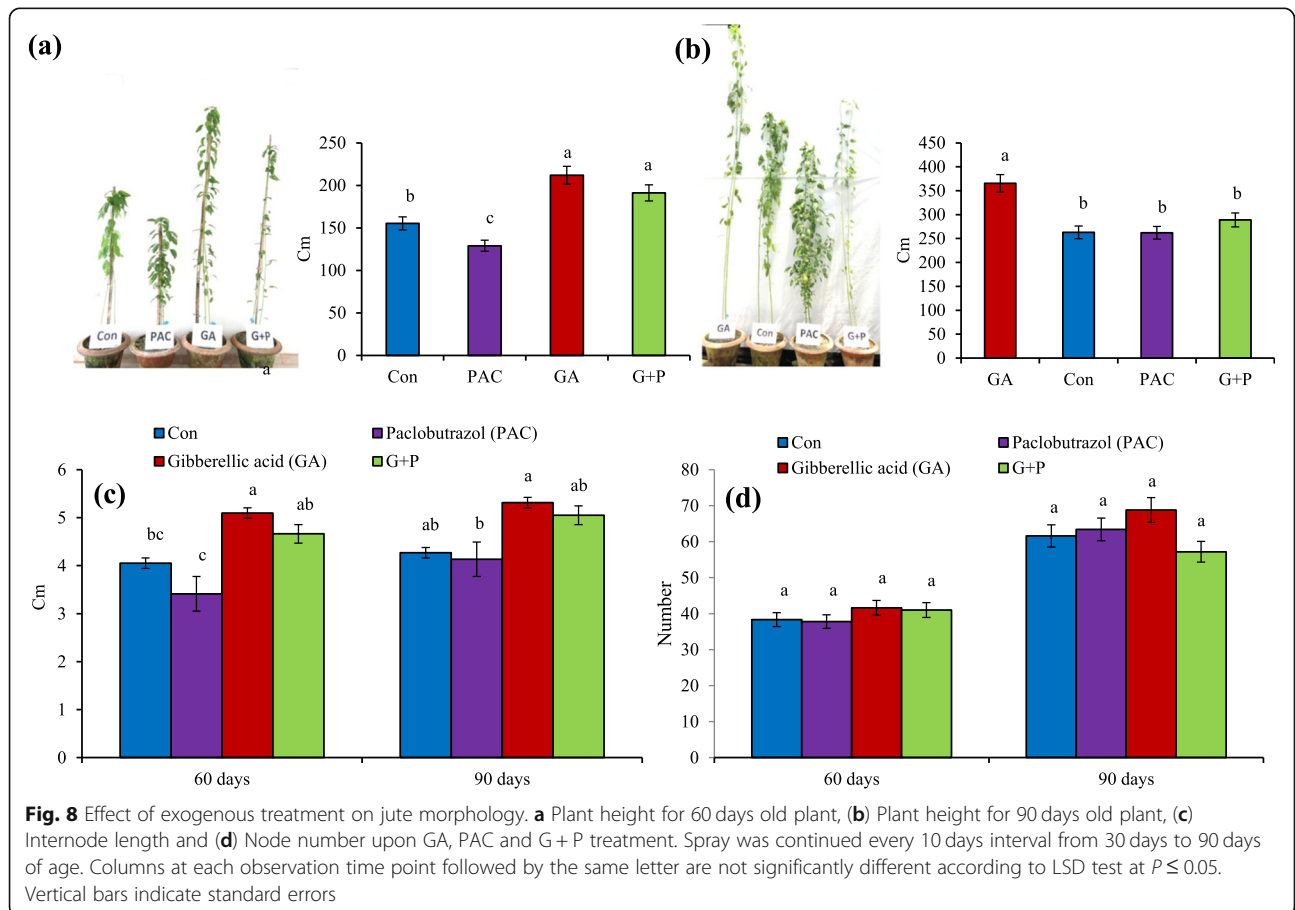 (a)
(b)
Con PAC GA G+P
a
250
200
150
100
50
0
Cm
b
c
a
a
Con PAC GA G+P
GA Con PAC G+P
450
400
350
300
250
200
150
100
50
0
Cm
a
b
b
b
GA Con PAC G+P
Con Paclobutrazol (PAC)
Gibberellic acid (GA) G+P
(c)
6
5
4
3
2
1
0
Cm
bc c a ab
ab b a ab
60 days 90 days
Con Paclobutrazol (PAC)
Gibberellic acid (GA) G+P
(d)
80
70
60
50
40
30
20
10
0
Number
a a a a
a a a a
60 days 90 days
Fig. 8 Effect of exogenous treatment on jute morphology. a Plant height for 60 days old plant, (b) Plant height for 90 days old plant, (c)
Internode length and (d) Node number upon GA, PAC and G + P treatment. Spray was continued every 10 days interval from 30 days to 90 days
of age. Columns at each observation time point followed by the same letter are not significantly different according to LSD test at P ≤ 0.05.
Vertical bars indicate standard errors